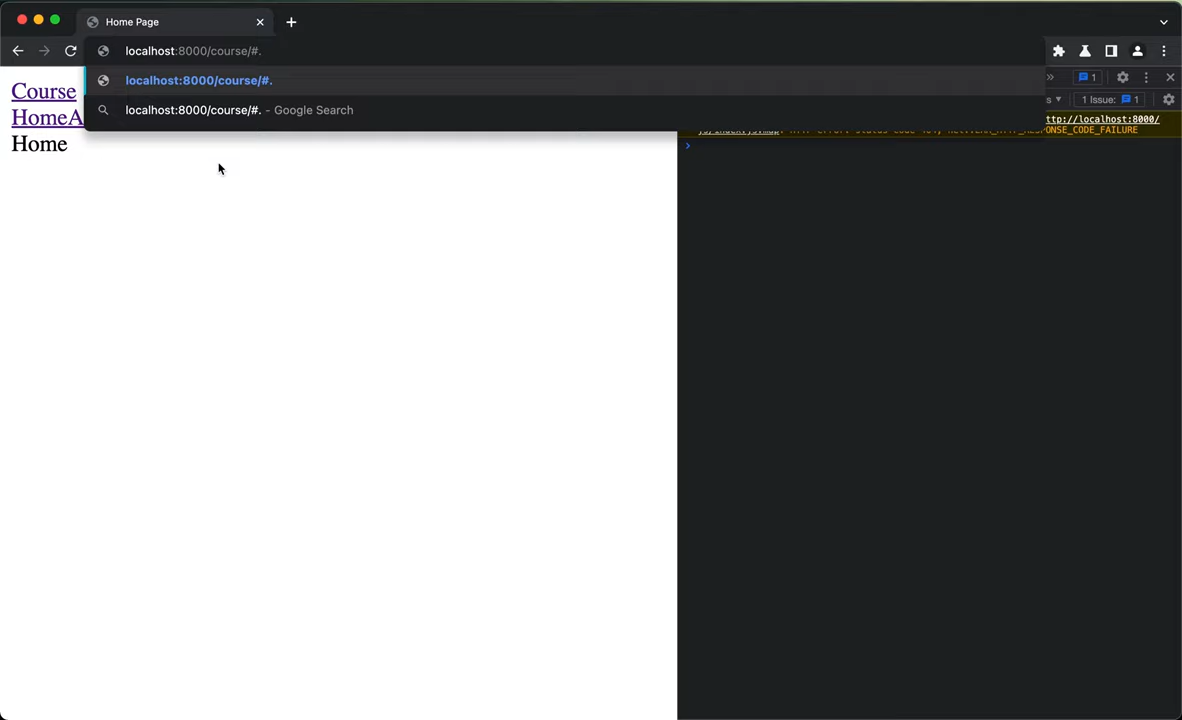 Home Page
localhost:8000/course/#.
localhost:8000/course/#.
localhost:8000/course/#. - Google Search
Course
HomeA
Home
1
s 1 Issue: 1
ttp://localhost:8000/
ONSE_CODE_FAILURE